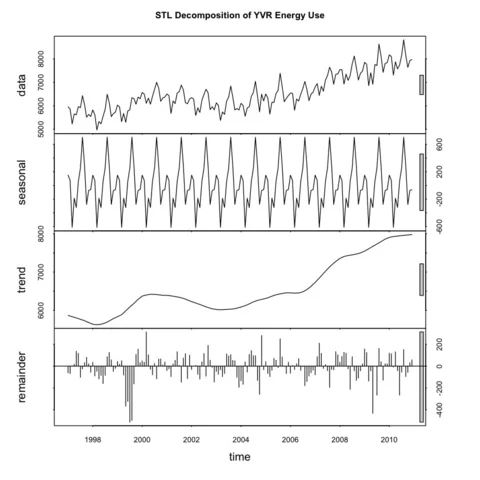 STL Decomposition of YVR Energy Use
data
5000 6000 7000 8000
seasonal
-600 -200 200 600
trend
6000 7000 8000
remainder
-400 -200 0 200
1998 2000 2002 2004 2006 2008 2010
time